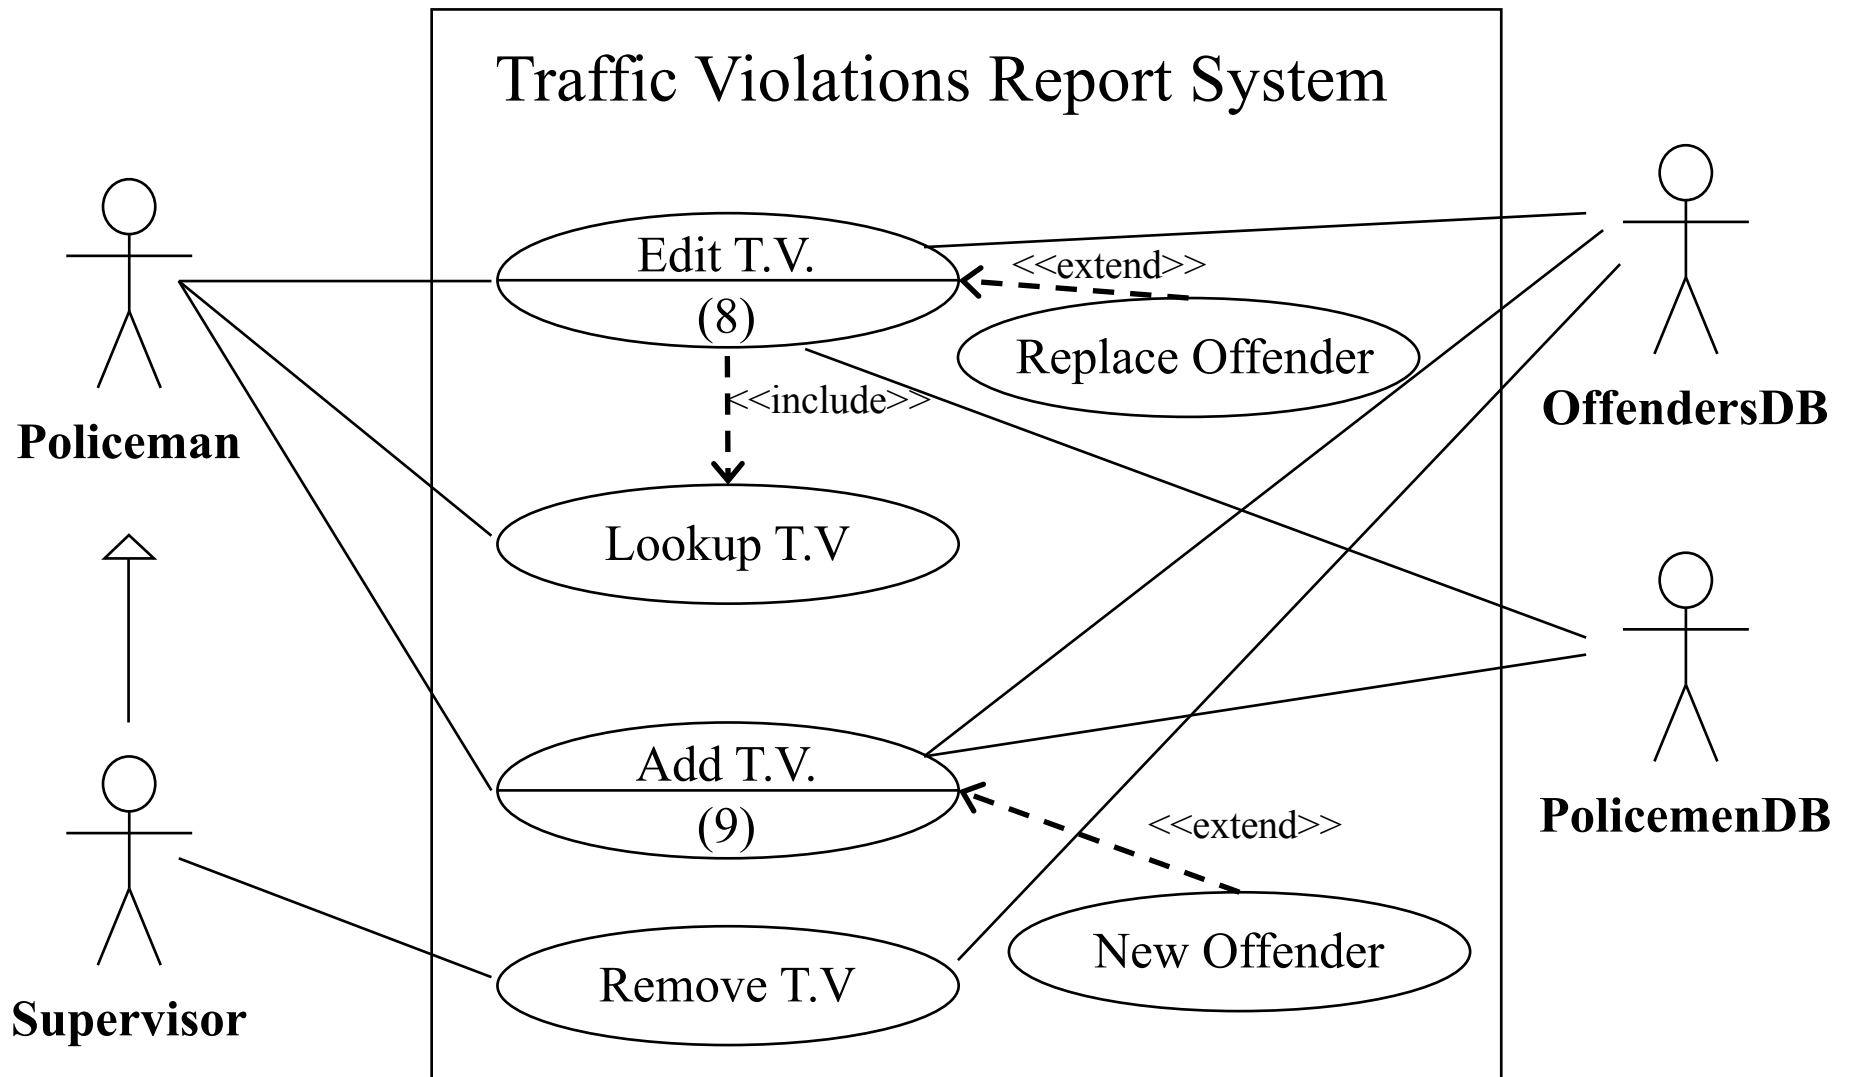 Traffic Violations Report System
Edit T.V.
(8)
<<extend>>
Replace Offender
<<include>>
OffendersDB
Policeman
Lookup T.V
Add T.V.
(9)
<<extend>>
PolicemenDB
New Offender
Remove T.V
Supervisor